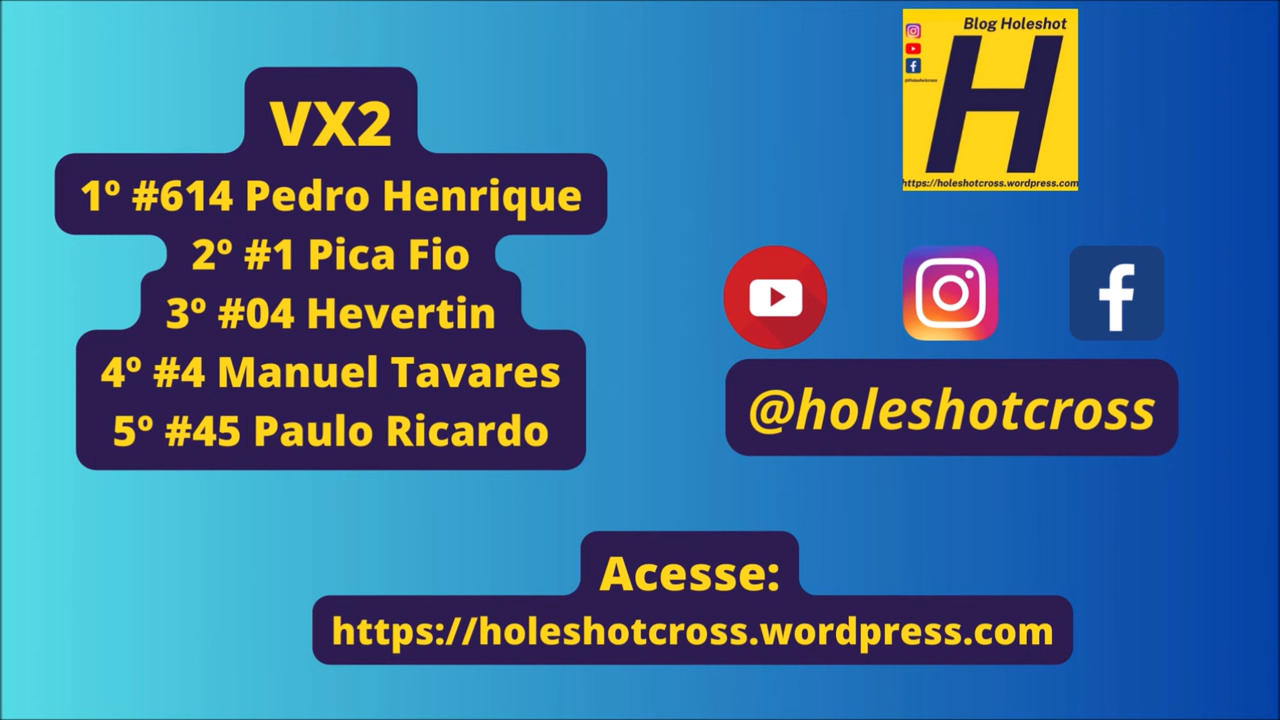 VX2
1º #614 Pedro Henrique
2º #1 Pica Fio
3º #04 Hevertin
4º #4 Manuel Tavares
5º #45 Paulo Ricardo
Blog Holeshot
@holeshotcross
H
https://holeshotcross.wordpress.com
@holeshotcross
Acesse:
https://holeshotcross.wordpress.com